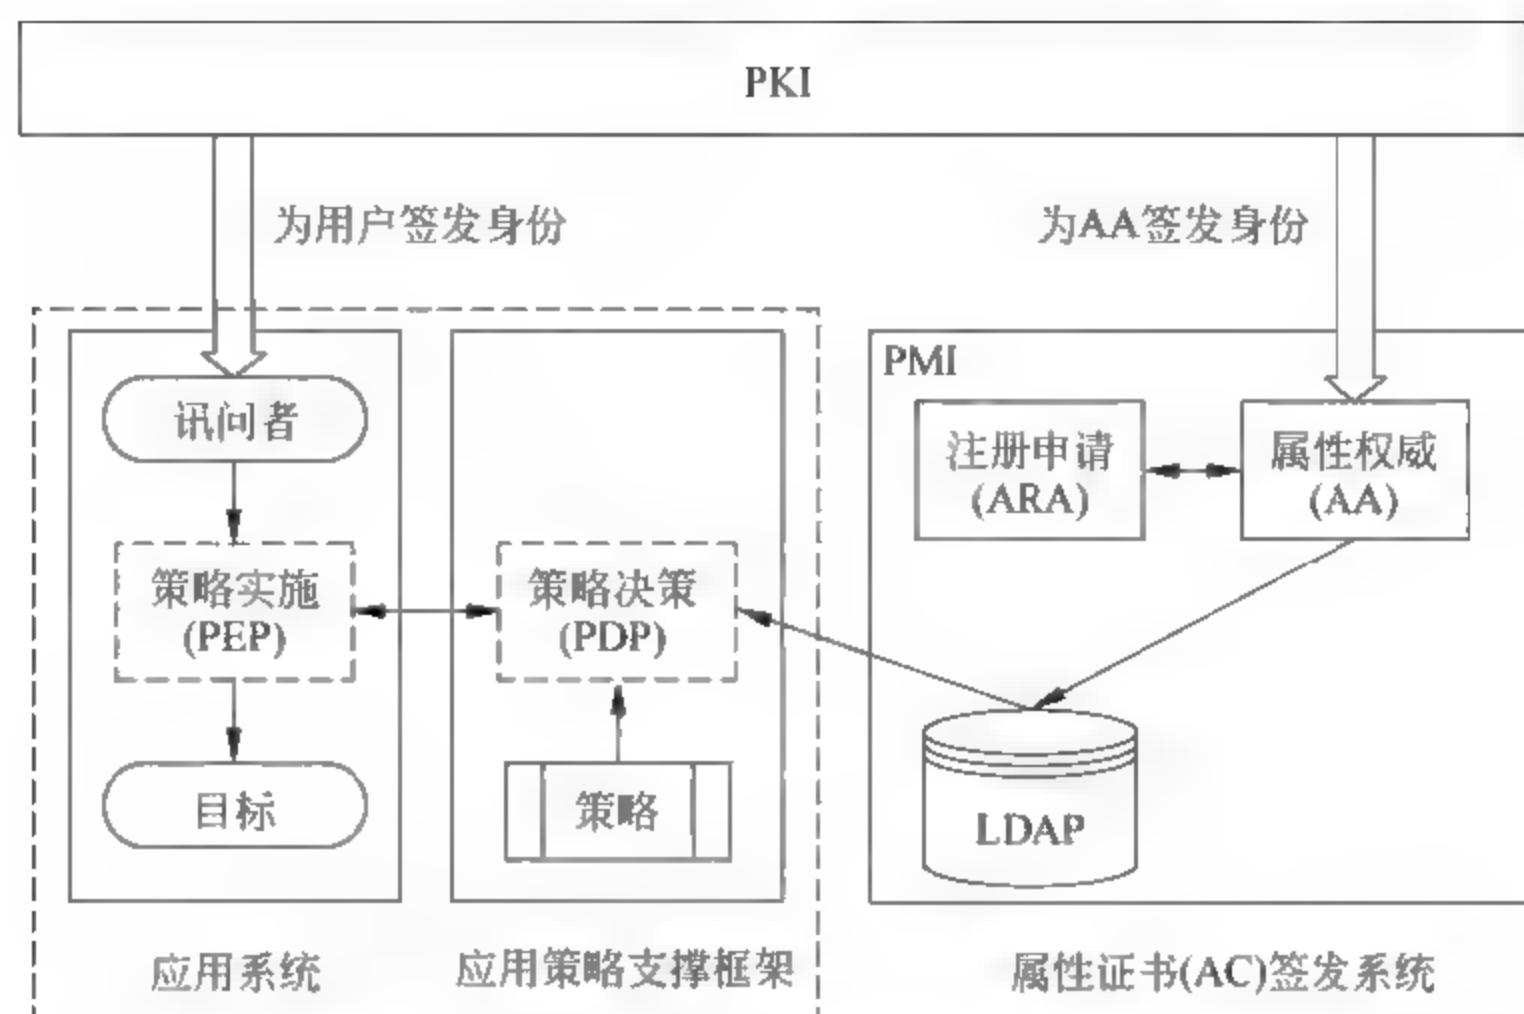 PKI
为用户签发身份
为AA签发身份
PMI
讯问者
注册申请
(ARA)
属性权威
(AA)
策略实施
(PEP)
策略决策
(PDP)
目标
策略
LDAP
应用系统
应用策略支撑框架
属性证书(AC)签发系统